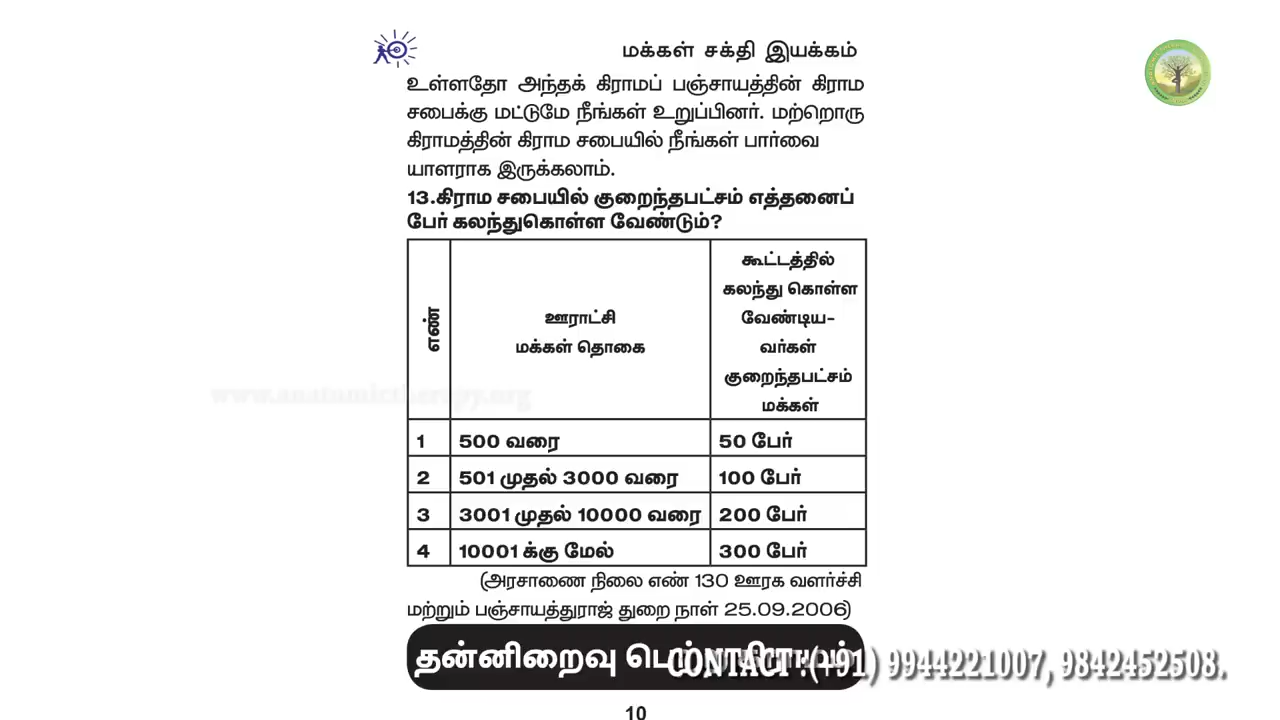 மக்கள் சக்தி இயக்கம்
உள்ளதோ அந்தக் கிராமப் பஞ்சாயத்தின் கிராம
சபைக்கு மட்டுமே நீங்கள் உறுப்பினர். மற்றொரு
கிராமத்தின் கிராம சபையில் நீங்கள் பார்வை
யாளராக இருக்கலாம்.
13.கிராம சபையில் குறைந்தபட்சம் எத்தனைப்
பேர் கலந்துகொள்ள வேண்டும்?
எண்
ஊராட்சி
மக்கள் தொகை
கூட்டத்தில்
கலந்து கொள்ள
வேண்டிய-
வர்கள்
குறைந்தபட்சம்
மக்கள்
1 500 வரை 50 பேர்
2 501 முதல் 3000 வரை 100 பேர்
3 3001 முதல் 10000 வரை 200 பேர்
4 10001 க்கு மேல் 300 பேர்
(அரசாணை நிலை எண் 130 ஊரக வளர்ச்சி
மற்றும் பஞ்சாயத்துராஜ் துறை நாள் 25.09.2006)
தன்னிறைவு
CONTACT :(+91) 9944221007, 9842452508.
10
www.anatomictherapy.org